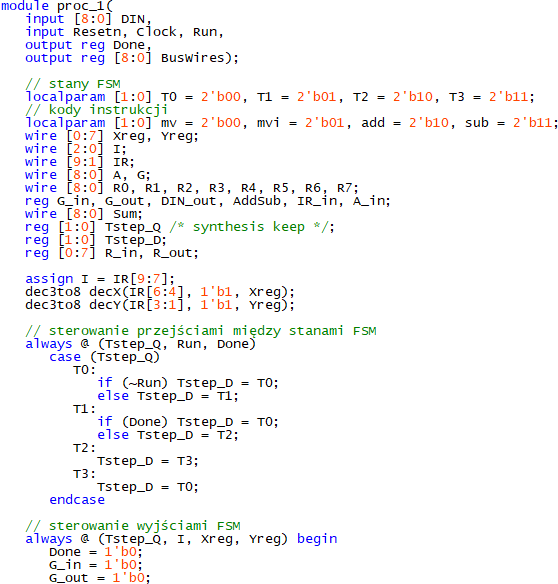 module proc_1(
input [8:0] DIN,
input Resetn, Clock, Run,
output reg Done,
output reg [8:0] BusWires);
// stany FSM
localparam [1:0] T0 = 2'b00, T1 = 2'b01, T2 = 2'b10, T3 = 2'b11;
// kody instrukcji
localparam [1:0] mv = 2'b00, mvi = 2'b01, add = 2'b10, sub = 2'b11;
wire [0:7] Xreg, Yreg;
wire [2:0] I;
wire [9:1] IR;
wire [8:0] A, G;
wire [8:0] R0, R1, R2, R3, R4, R5, R6, R7;
reg G_in, G_out, DIN_out, AddSub, IR_in, A_in;
wire [8:0] Sum;
reg [1:0] Tstep_Q /* synthesis keep */;
reg [1:0] Tstep_D;
reg [0:7] R_in, R_out;
assign I = IR[9:7];
dec3to8 decX(IR[6:4], 1'b1, Xreg);
dec3to8 decY(IR[3:1], 1'b1, Yreg);
// sterowanie przejściami między stanami FSM
always @ (Tstep_Q, Run, Done)
case (Tstep_Q)
T0:
if (~Run) Tstep_D = T0;
else Tstep_D = T1;
T1:
if (Done) Tstep_D = T0;
else Tstep_D = T2;
T2:
Tstep_D = T3;
T3:
Tstep_D = T0;
endcase
// sterowanie wyjściami FSM
always @ (Tstep_Q, I, Xreg, Yreg) begin
Done = 1'b0;
G_in = 1'b0;
G_out = 1'b0;